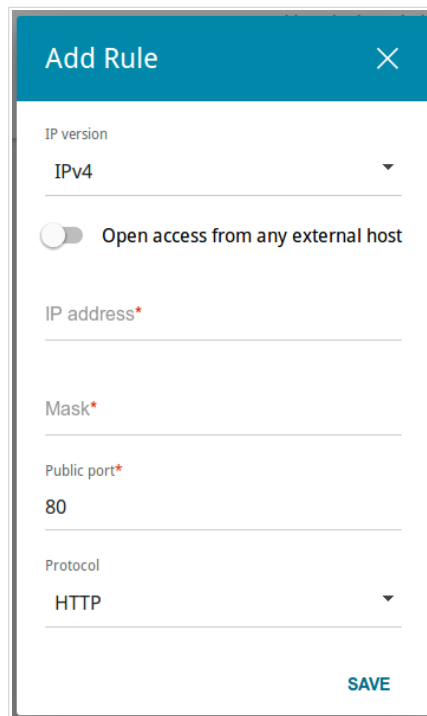 Add Rule
IP version
IPv4
Open access from any external host
IP address*
Mask*
Public port*
80
Protocol
HTTP
SAVE